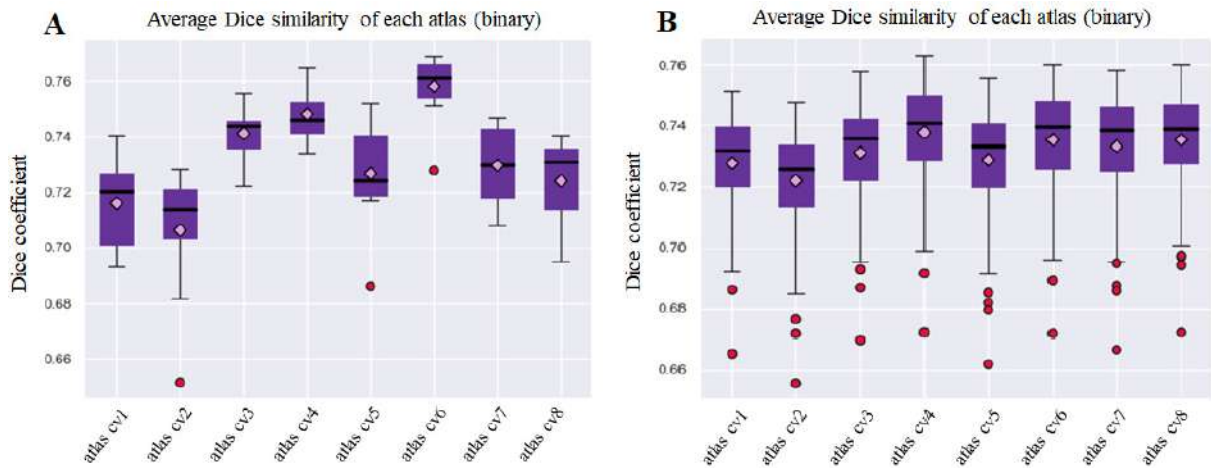 A
Average Dice similarity of each atlas (binary)
Dice coefficient
0.76
0.74
0.72
0.70
0.68
0.66
atlas cv1
atlas cv2
atlas cv3
atlas cv4
atlas cv5
atlas cv6
atlas cv7
atlas cv8
B
Average Dice similarity of each atlas (binary)
Dice coefficient
0.76
0.74
0.72
0.70
0.68
0.66
atlas cv1
atlas cv2
atlas cv3
atlas cv4
atlas cv5
atlas cv6
atlas cv7
atlas cv8